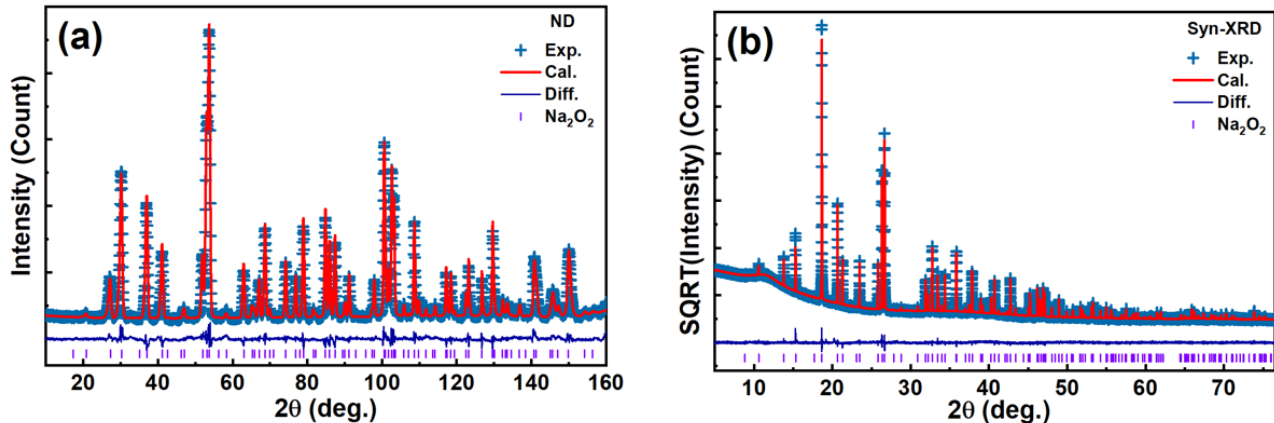 (a)
ND
Exp.
Cal.
Diff.
Na₂O₂
Intensity (Count)
20 40 60 80 100 120 140 160
2θ (deg.)
(b)
Syn-XRD
Exp.
Cal.
Diff.
Na₂O₂
SQRT(Intensity) (Count)
10 20 30 40 50 60 70
2θ (deg.)